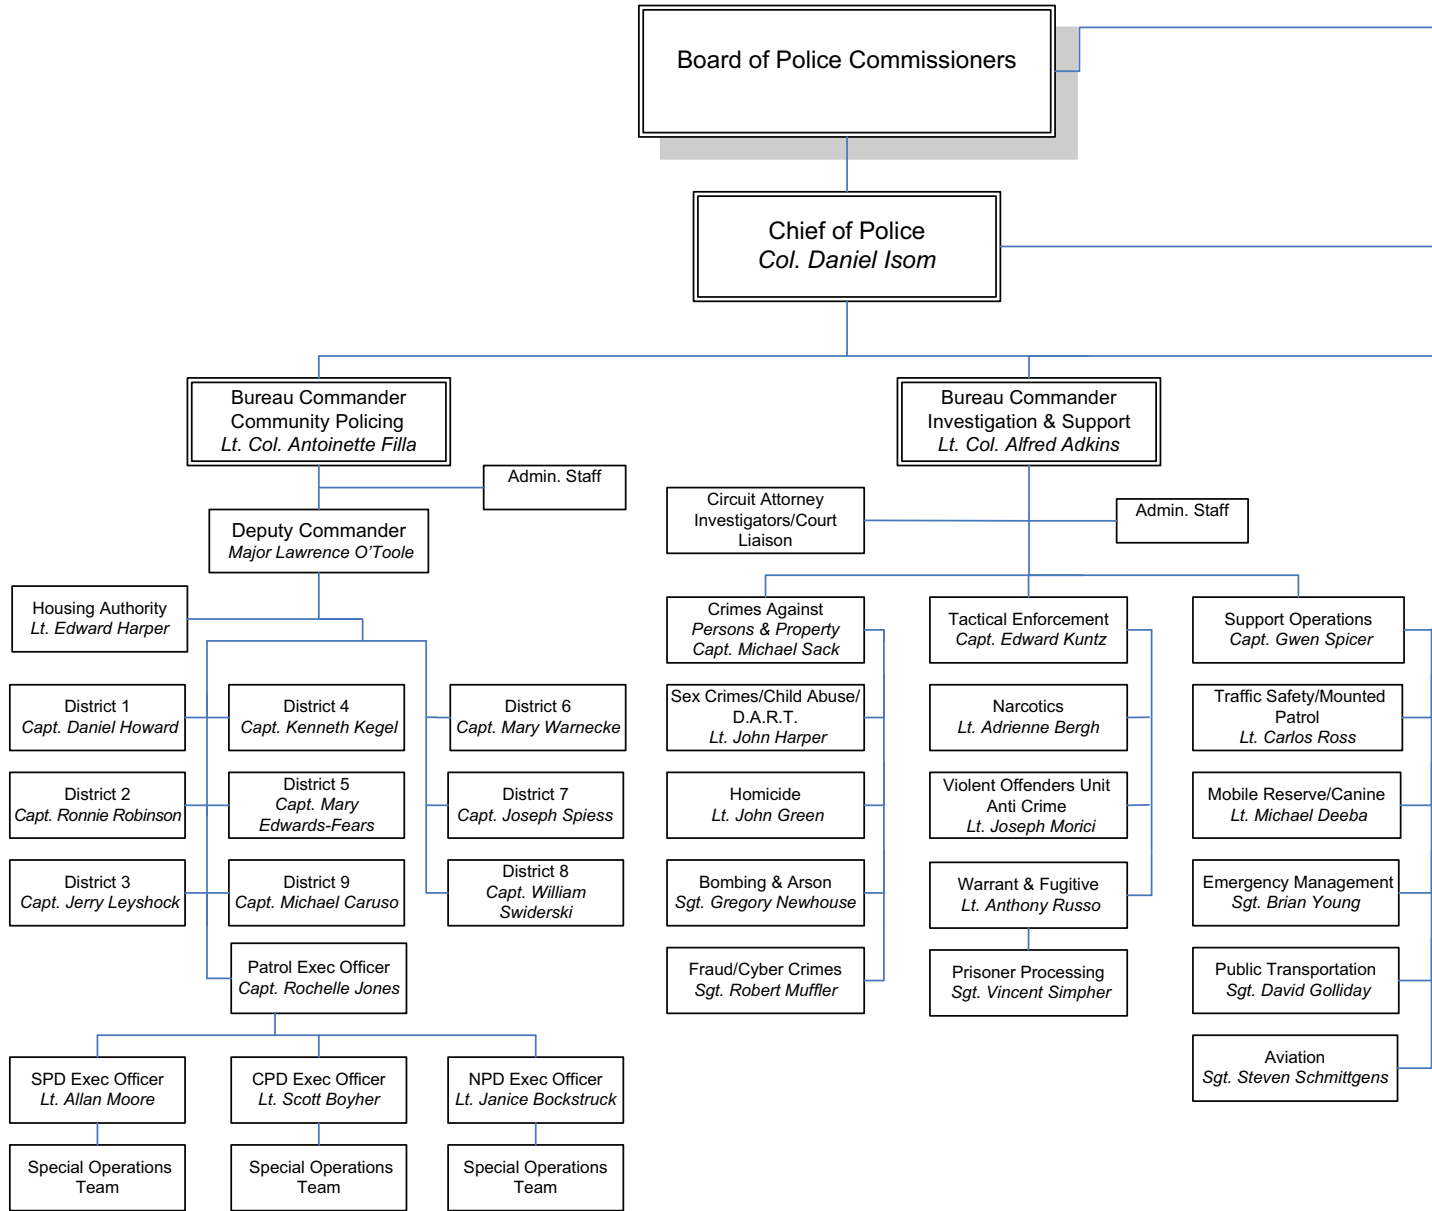 Board of Police Commissioners
Chief of Police
Col. Daniel Isom
Bureau Commander
Community Policing
Lt. Col. Antoinette Filla
Bureau Commander
Investigation & Support
Lt. Col. Alfred Adkins
Admin. Staff
Deputy Commander
Major Lawrence O'Toole
Circuit Attorney
Investigators/Court
Liaison
Admin. Staff
Housing Authority
Lt. Edward Harper
District 1
Capt. Daniel Howard
District 4
Capt. Kenneth Kegel
District 6
Capt. Mary Warnecke
District 2
Capt. Ronnie Robinson
District 5
Capt. Mary
Edwards-Fears
District 7
Capt. Joseph Spiess
District 3
Capt. Jerry Leyshock
District 9
Capt. Michael Caruso
District 8
Capt. William
Swiderski
Patrol Exec Officer
Capt. Rochelle Jones
SPD Exec Officer
Lt. Allan Moore
CPD Exec Officer
Lt. Scott Boyher
NPD Exec Officer
Lt. Janice Bockstruck
Special Operations
Team
Special Operations
Team
Special Operations
Team
Crimes Against
Persons & Property
Capt. Michael Sack
Sex Crimes/Child Abuse/
D.A.R.T.
Lt. John Harper
Homicide
Lt. John Green
Bombing & Arson
Sgt. Gregory Newhouse
Fraud/Cyber Crimes
Sgt. Robert Muffler
Tactical Enforcement
Capt. Edward Kuntz
Narcotics
Lt. Adrienne Bergh
Violent Offenders Unit
Anti Crime
Lt. Joseph Morici
Warrant & Fugitive
Lt. Anthony Russo
Prisoner Processing
Sgt. Vincent Simpher
Support Operations
Capt. Gwen Spicer
Traffic Safety/Mounted
Patrol
Lt. Carlos Ross
Mobile Reserve/Canine
Lt. Michael Deeba
Emergency Management
Sgt. Brian Young
Public Transportation
Sgt. David Golliday
Aviation
Sgt. Steven Schmittgens